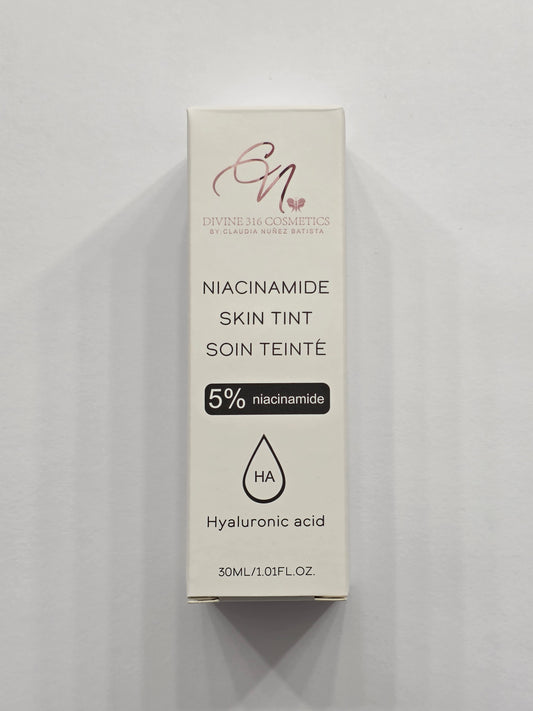 CN
DIVINE 316 COSMETICS
BY: CLAUDIA NUÑEZ BATISTA
NIACINAMIDE
SKIN TINT
SOIN TEINTÉ
5% niacinamide
HA
Hyaluronic acid
30ML/1.01FL.OZ.